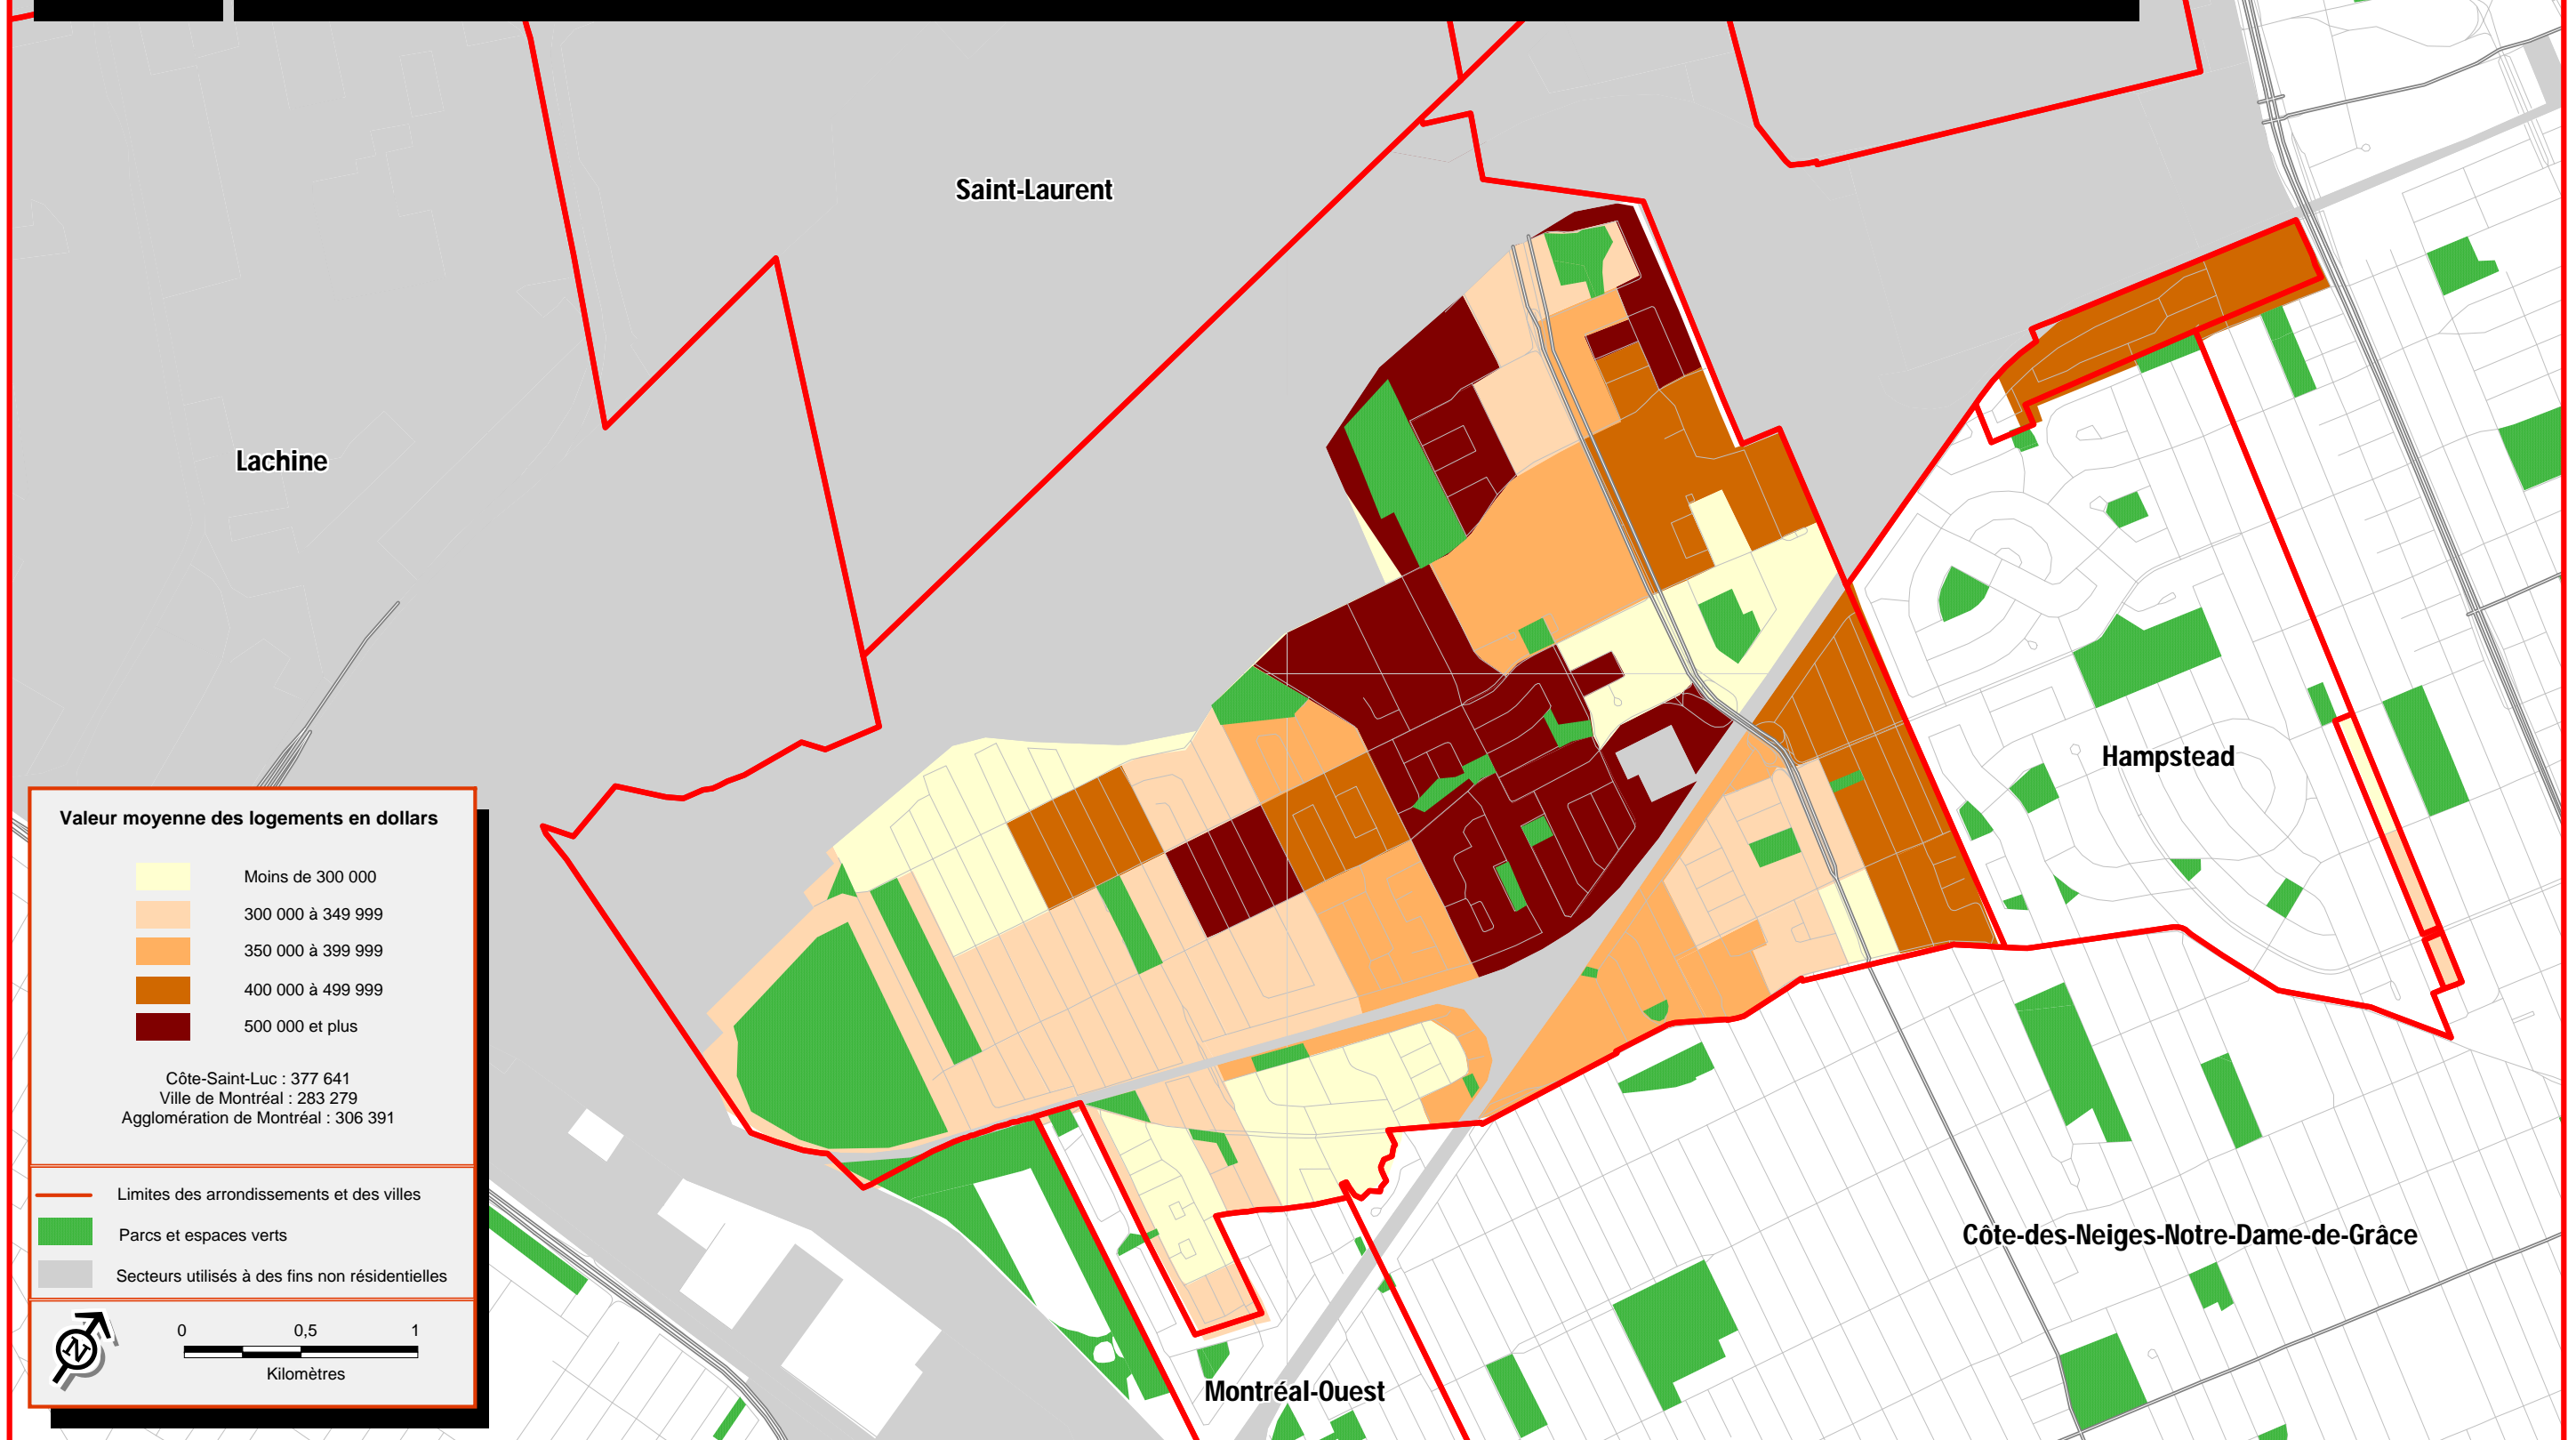 Saint-Laurent
Lachine
Hampstead
Côte-des-Neiges-Notre-Dame-de-Grâce
Montréal-Ouest
Valeur moyenne des logements en dollars
Moins de 300 000
300 000 à 349 999
350 000 à 399 999
400 000 à 499 999
500 000 et plus
Côte-Saint-Luc : 377 641
Ville de Montréal : 283 279
Agglomération de Montréal : 306 391
Limites des arrondissements et des villes
Parcs et espaces verts
Secteurs utilisés à des fins non résidentielles
N
0 0,5 1
Kilomètres